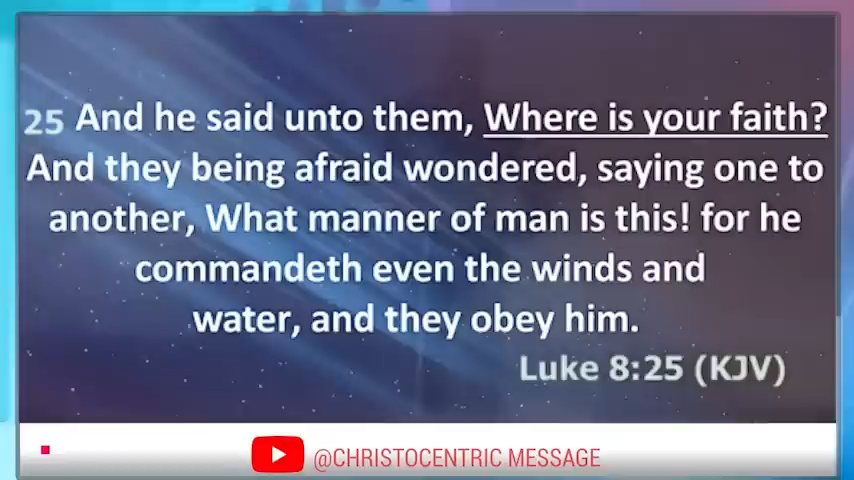 25 And he said unto them, Where is your faith?
And they being afraid wondered, saying one to
another, What manner of man is this! for he
commandeth even the winds and
water, and they obey him.
Luke 8:25 (KJV)
@CHRISTOCENTRIC MESSAGE